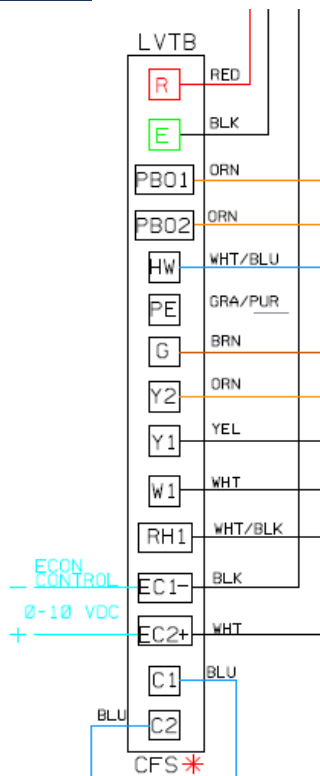 LVTB
R RED
E BLK
PBO1 ORN
PBO2 ORN
HW WHT/BLU
PE GRA/PUR
G BRN
Y2 ORN
Y1 YEL
W1 WHT
RH1 WHT/BLK
ECON
CONTROL
- EC1- BLK
0-10 VDC
+ EC2+ WHT
C1 BLU
BLU C2
CFS*